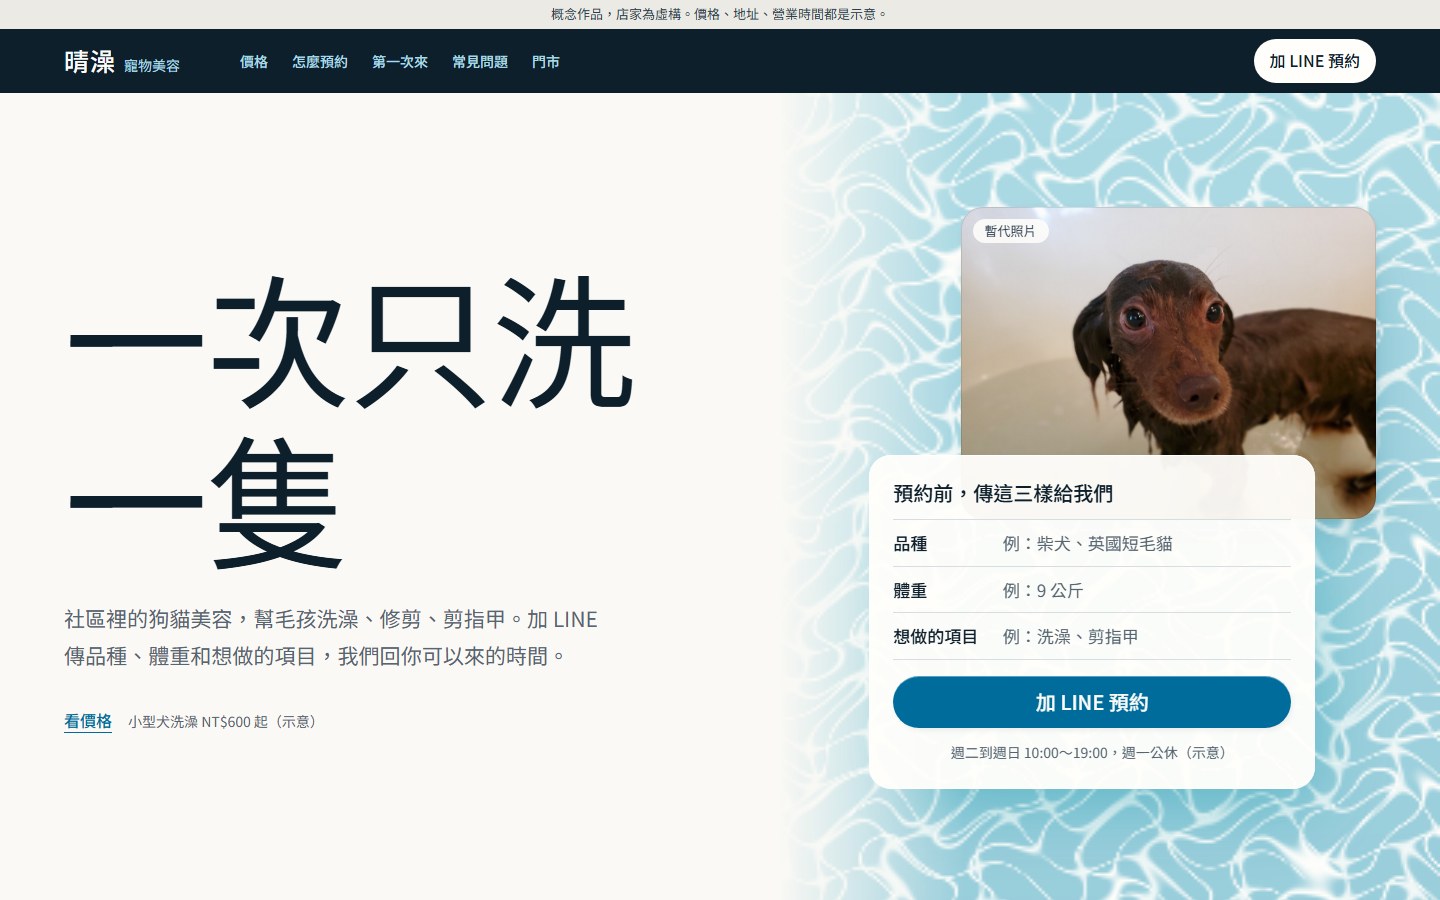 概念作品，店家為虛構。價格、地址、營業時間都是示意。
晴澡 寵物美容 價格 怎麼預約 第一次來 常見問題 門市 加 LINE 預約
一次只洗
一隻
社區裡的狗貓美容，幫毛孩洗澡、修剪、剪指甲。加 LINE
傳品種、體重和想做的項目，我們回你可以來的時間。
看價格 小型犬洗澡 NT$600 起（示意）
暫代照片
預約前，傳這三樣給我們
品種 例：柴犬、英國短毛貓
體重 例：9 公斤
想做的項目 例：洗澡、剪指甲
加 LINE 預約
週二到週日 10:00～19:00，週一公休（示意）